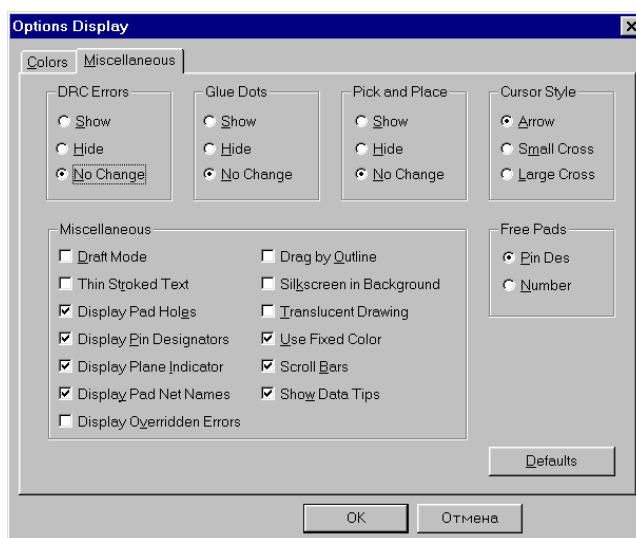 Options Display
Colors Miscellaneous
DRC Errors Glue Dots Pick and Place Cursor Style
Show Show Show Arrow
Hide Hide Hide Small Cross
No Change No Change No Change Large Cross
Miscellaneous Free Pads
Draft Mode Drag by Outline Pin Des
Thin Stroked Text Silkscreen in Background Number
Display Pad Holes Translucent Drawing
Display Pin Designators Use Fixed Color
Display Plane Indicator Scroll Bars
Display Pad Net Names Show Data Tips
Display Overridden Errors
Defaults
OK Отмена